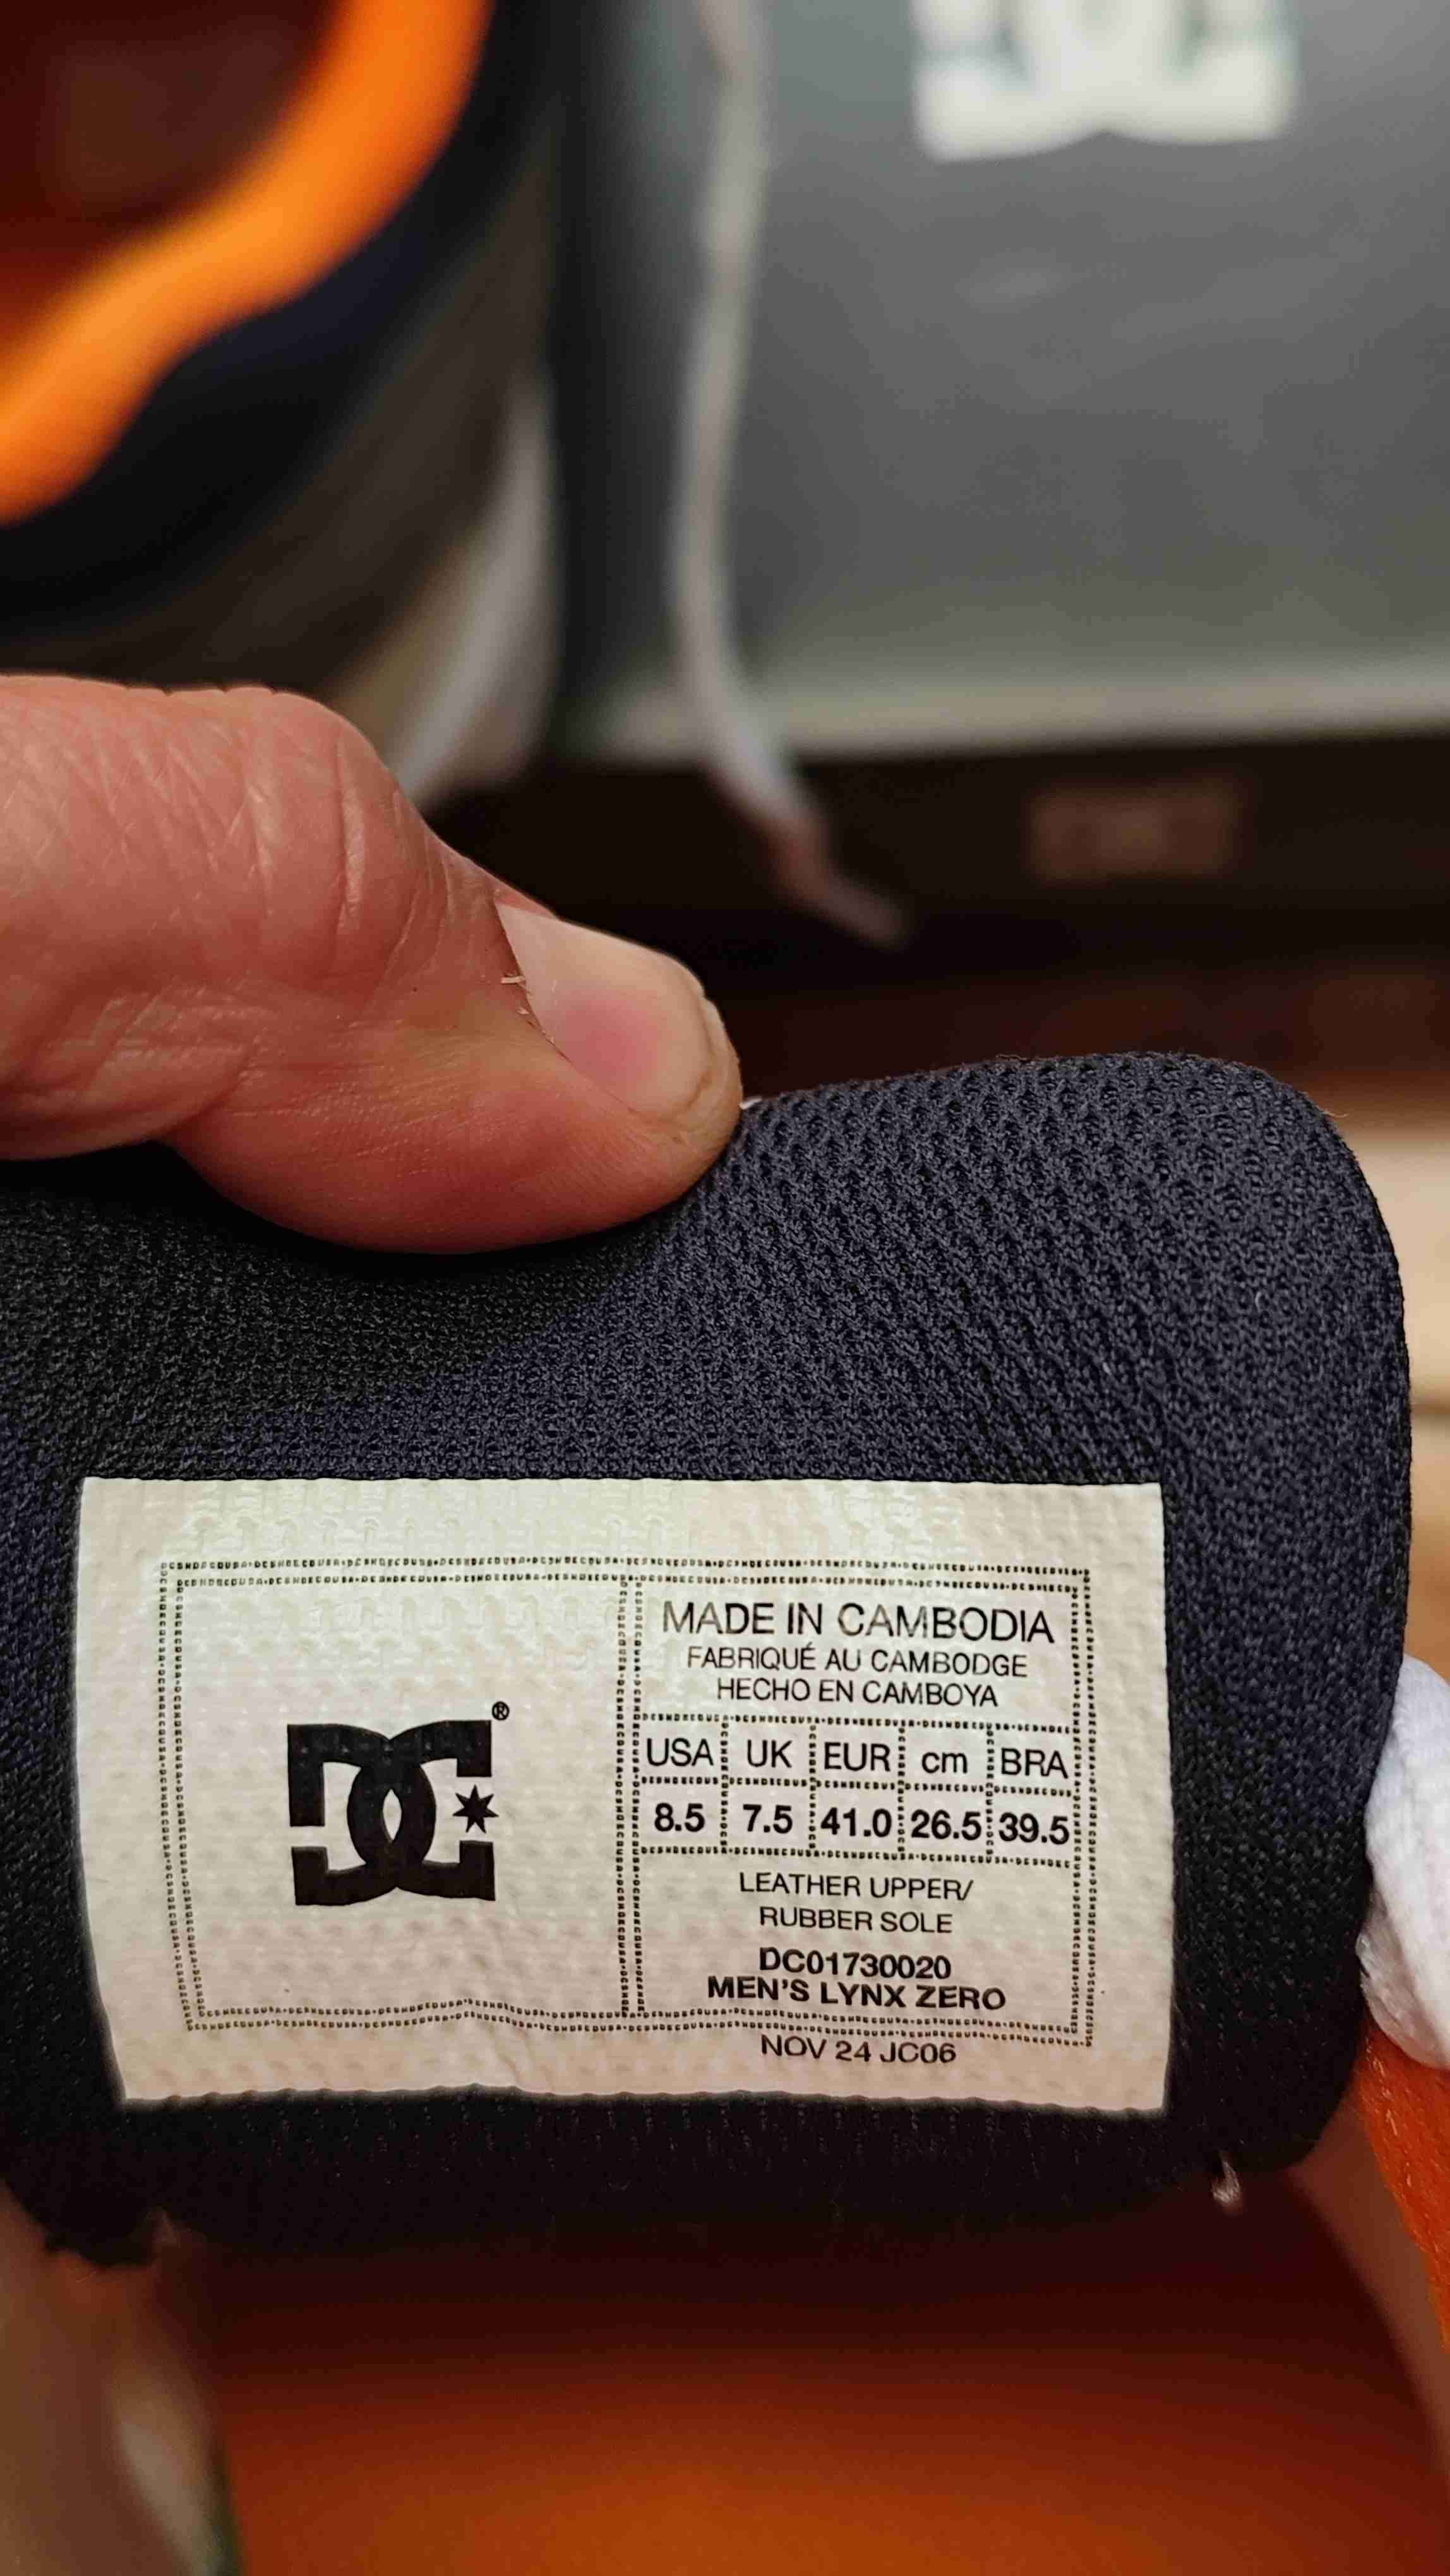 MADE IN CAMBODIA
FABRIQUÉ AU CAMBODGE
HECHO EN CAMBOYA
USA UK EUR cm BRA
8.5 7.5 41.0 26.5 39.5
DC ®
LEATHER UPPER/
RUBBER SOLE
DC01730020
MEN'S LYNX ZERO
NOV 24 JC06